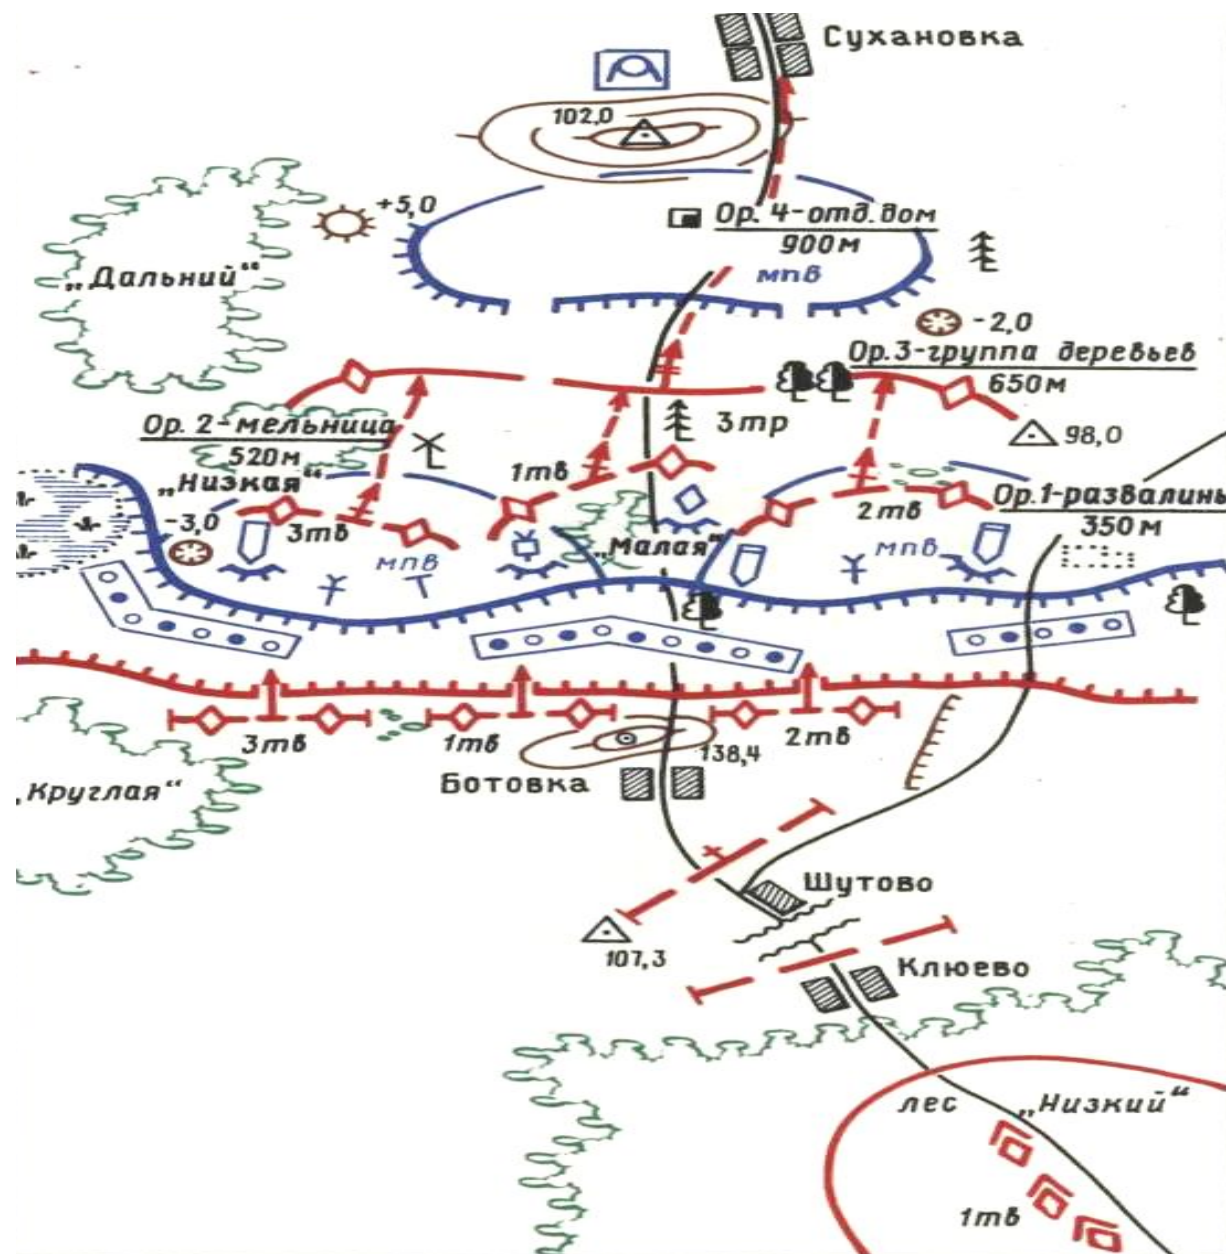 Сухановка
102,0
+5,0
Ор. 4-отд. дом
900м
„Дальний“
мпв
-2,0
Ор.3-группа деревьев
650м
Ор. 2-мельница
520м
3тр
98,0
„Низкая“
1тв
Ор.1-развалины
350м
-3,0
3тв
2тв
мпв
„Малая“
мпв
3тв
1тв
2тв
138,4
Ботовка
„Круглая“
Шутово
107,3
Клюево
лес „Низкий“
1тв